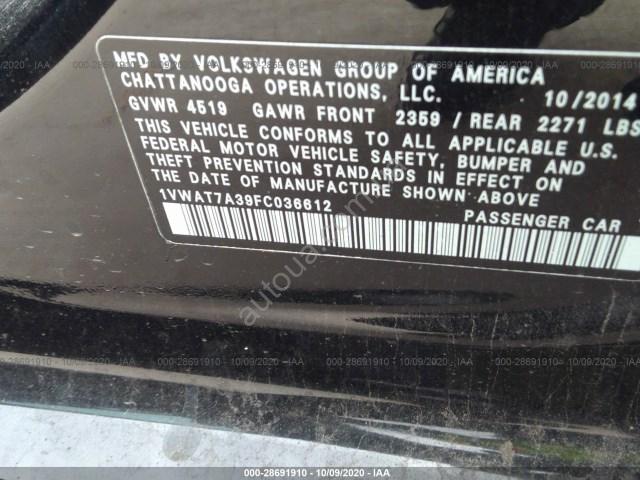 MFD BY VOLKSWAGEN GROUP OF AMERICA
CHATTANOOGA OPERATIONS, LLC. 10/2014
GVWR 4519 GAWR FRONT 2359 / REAR 2271 LBS
THIS VEHICLE CONFORMS TO ALL APPLICABLE U.S.
FEDERAL MOTOR VEHICLE SAFETY, BUMPER AND
THEFT PREVENTION STANDARDS IN EFFECT ON
THE DATE OF MANUFACTURE SHOWN ABOVE
1VWAT7A39FC036612 PASSENGER CAR
autoua.com
000-28691910 - 10/09/2020 - IAA